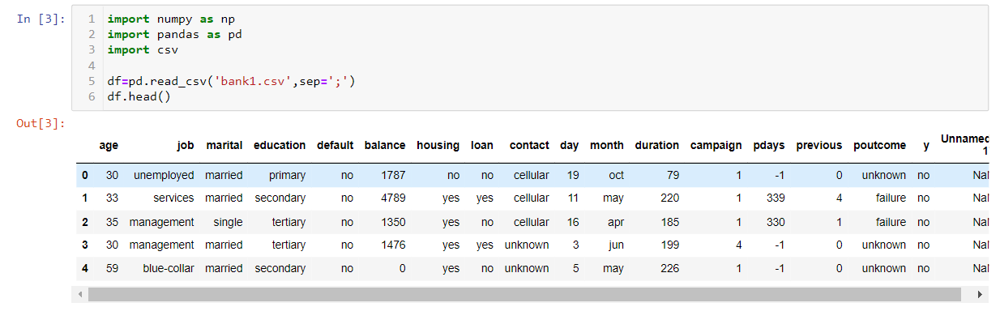 In [3]:
1 import numpy as np
2 import pandas as pd
3 import csv
4
5 df=pd.read_csv('bank1.csv',sep=';')
6 df.head()
Out[3]:
age job marital education default balance housing loan contact day month duration campaign pdays previous poutcome y Unnamed
1
0 30 unemployed married primary no 1787 no no cellular 19 oct 79 1 -1 0 unknown no NaN
1 33 services married secondary no 4789 yes yes cellular 11 may 220 1 339 4 failure no NaN
2 35 management single tertiary no 1350 yes no cellular 16 apr 185 1 330 1 failure no NaN
3 30 management married tertiary no 1476 yes yes unknown 3 jun 199 4 -1 0 unknown no NaN
4 59 blue-collar married secondary no 0 yes no unknown 5 may 226 1 -1 0 unknown no NaN